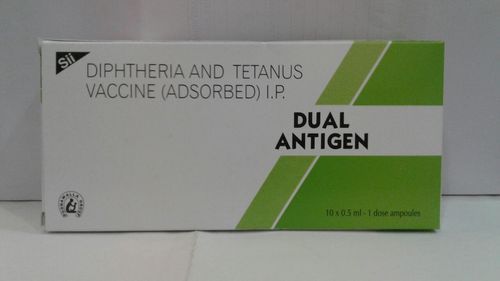 Sii
DIPHTHERIA AND TETANUS
VACCINE (ADSORBED) I.P.
DUAL
ANTIGEN
10 x 0.5 ml - 1 dose ampoules